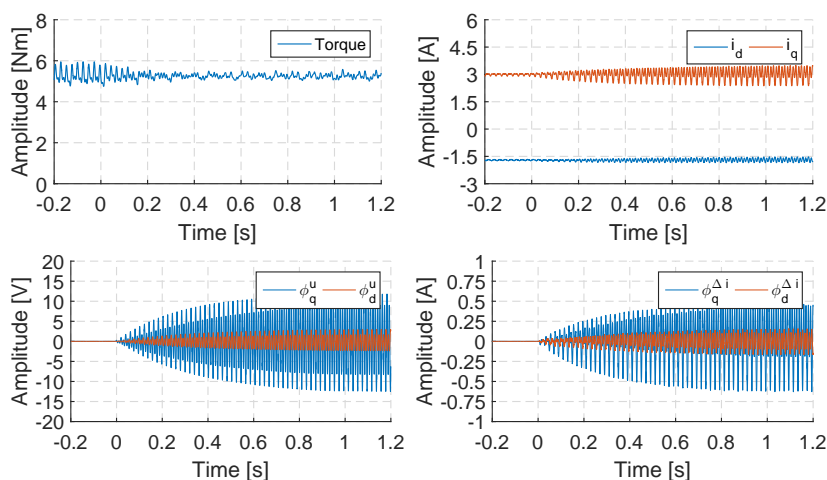 Amplitude [Nm]
8
6
4
2
0
Torque
-0.2 0 0.2 0.4 0.6 0.8 1 1.2
Time [s]
Amplitude [A]
6
4.5
3
1.5
0
-1.5
-3
i_d i_q
-0.2 0 0.2 0.4 0.6 0.8 1 1.2
Time [s]
Amplitude [V]
20
15
10
5
0
-5
-10
-15
-20
ϕ_q^u ϕ_d^u
-0.2 0 0.2 0.4 0.6 0.8 1 1.2
Time [s]
Amplitude [A]
1
0.75
0.5
0.25
0
-0.25
-0.5
-0.75
-1
ϕ_q^{Δ i} ϕ_d^{Δ i}
-0.2 0 0.2 0.4 0.6 0.8 1 1.2
Time [s]